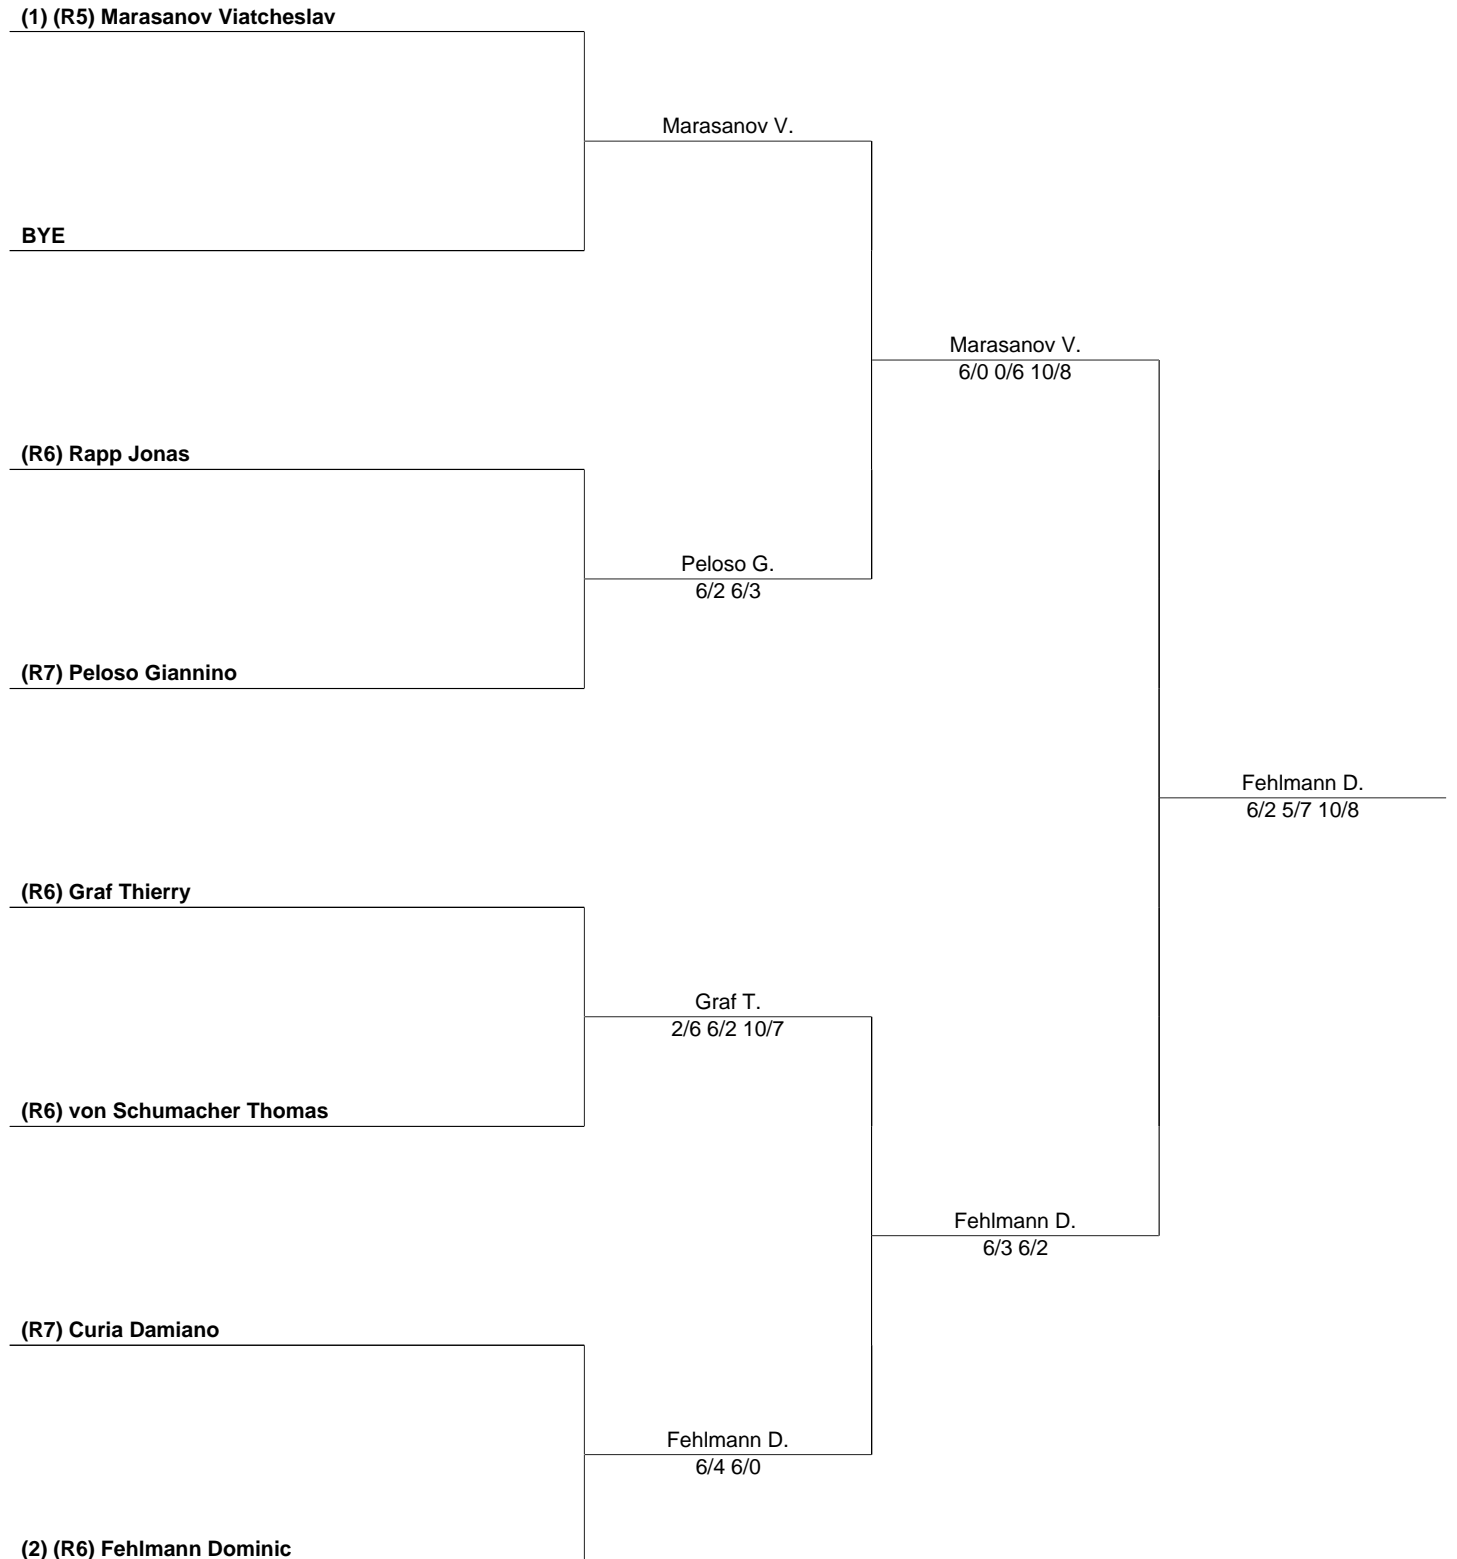 (1) (R5) Marasanov Viatcheslav
Marasanov V.
BYE
Marasanov V.
6/0 0/6 10/8
(R6) Rapp Jonas
Peloso G.
6/2 6/3
(R7) Peloso Giannino
Fehlmann D.
6/2 5/7 10/8
(R6) Graf Thierry
Graf T.
2/6 6/2 10/7
(R6) von Schumacher Thomas
Fehlmann D.
6/3 6/2
(R7) Curia Damiano
Fehlmann D.
6/4 6/0
(2) (R6) Fehlmann Dominic